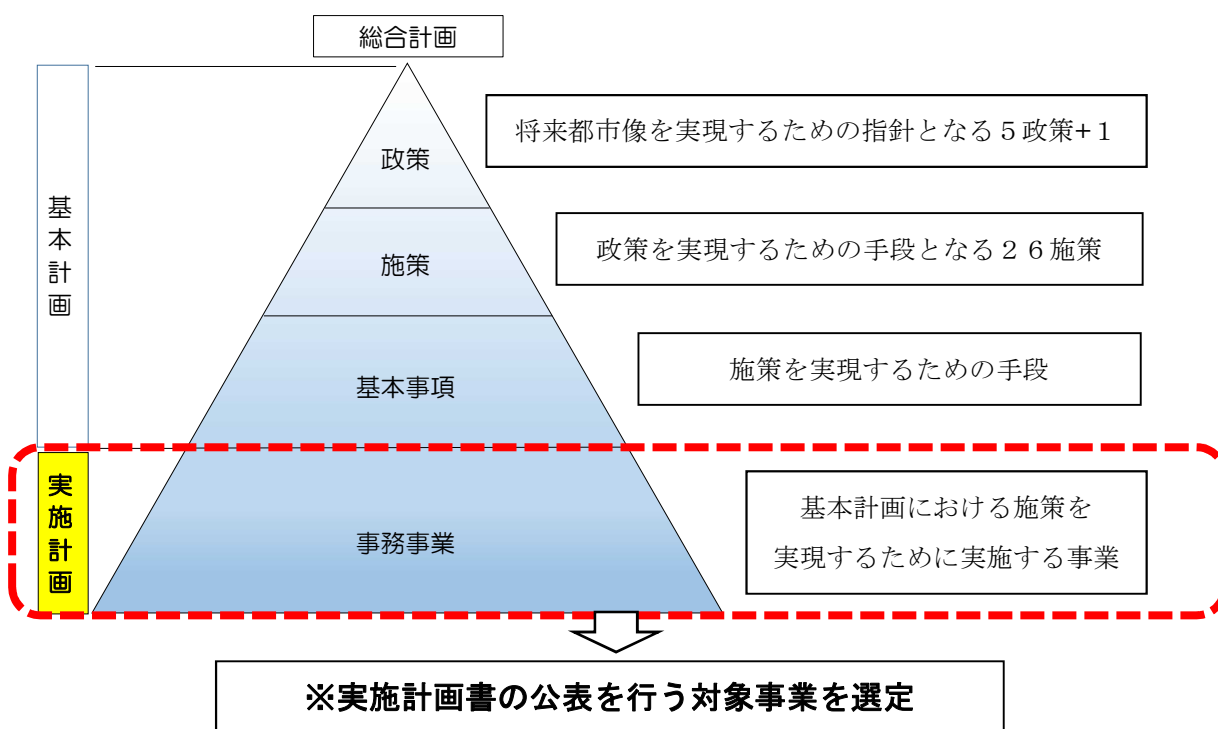 総合計画
基本計画
政策
将来都市像を実現するための指針となる５政策+１
施策
政策を実現するための手段となる２６施策
基本事項
施策を実現するための手段
実施計画
事務事業
基本計画における施策を
実現するために実施する事業
※実施計画書の公表を行う対象事業を選定